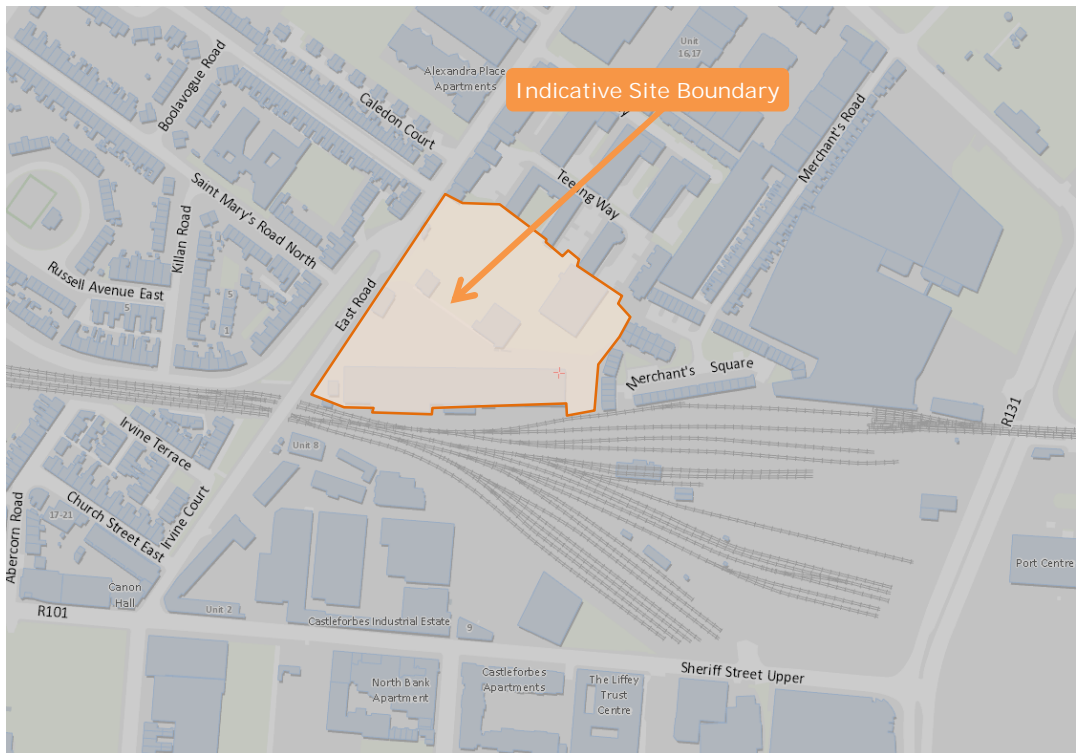 Boolavogue Road
Alexandra Place
Apartments
Unit
16,17
Indicative Site Boundary
Caledon Court
Merchant's Road
Teeling Way
Saint Mary's Road North
Killan Road
Russell Avenue East
5
5
1
East Road
Merchant's Square
R131
Irvine Terrace
Unit 8
Church Street East
17-21
Irvine Court
Abercorn Road
Canon
Hall
Port Centre
R101
Unit 2
Castleforbes Industrial Estate
9
Sheriff Street Upper
North Bank
Apartment
Castleforbes
Apartments
The Liffey
Trust
Centre